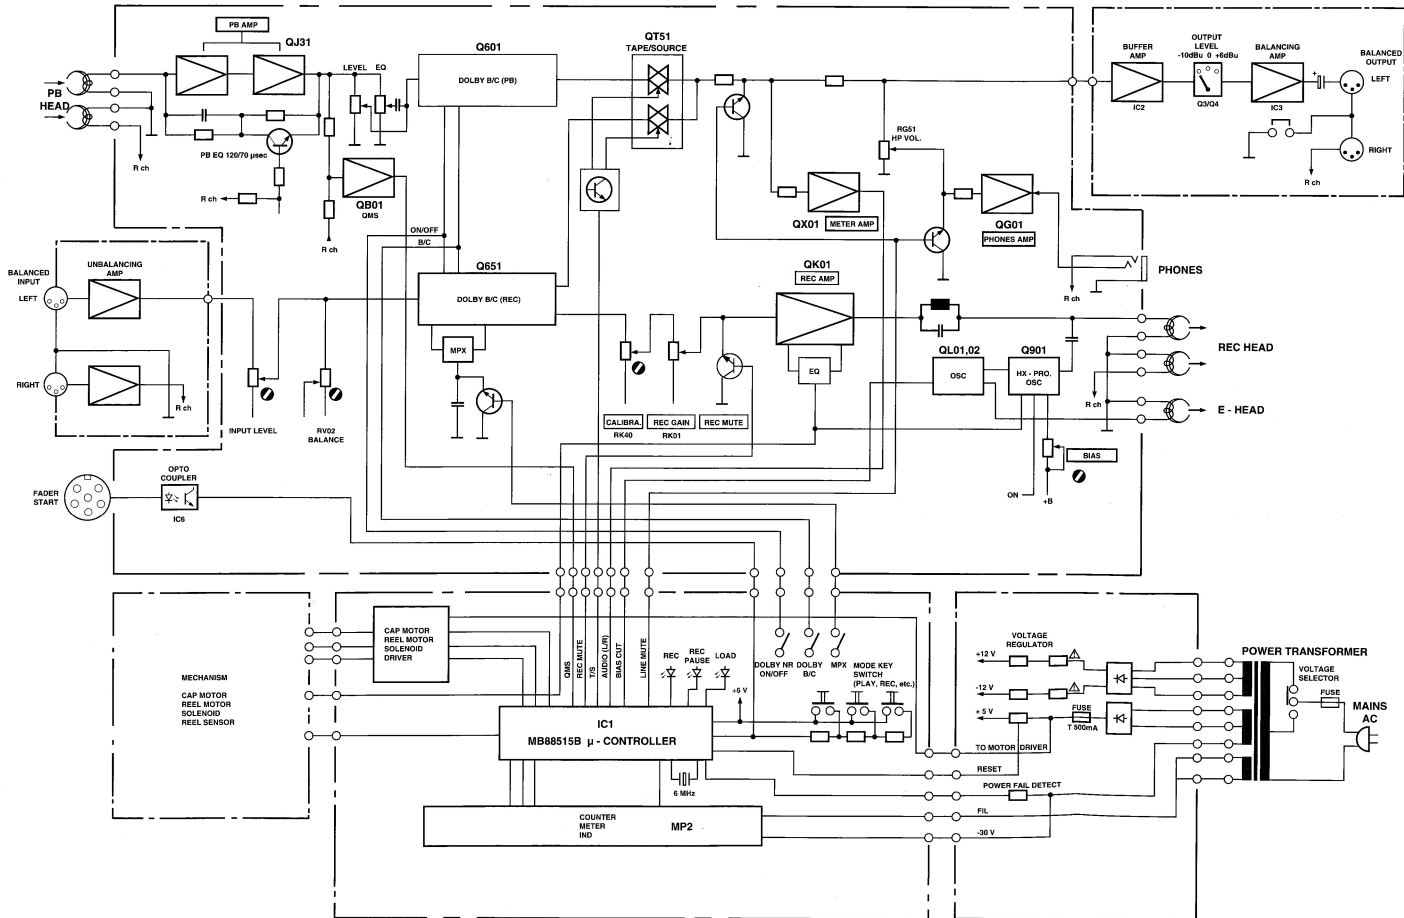 PB AMP
QJ31
PB
HEAD
R ch
PB EQ 120/70 µsec
R ch
LEVEL
EQ
Q601
DOLBY B/C (PB)
QT51
TAPE/SOURCE
QB01
QMS
R ch
ON/OFF
B/C
RG51
HP VOL.
QX01
METER AMP
QG01
PHONES AMP
BUFFER
AMP
IC2
OUTPUT
LEVEL
-10dBu 0 +6dBu
Q3/Q4
BALANCING
AMP
IC3
+
BALANCED
OUTPUT
LEFT
RIGHT
R ch
BALANCED
INPUT
LEFT
UNBALANCING
AMP
RIGHT
R ch
INPUT LEVEL
RV02
BALANCE
Q651
DOLBY B/C (REC)
MPX
CALIBRA.
RK40
REC GAIN
RK01
REC MUTE
QK01
REC AMP
EQ
QL01,02
OSC
Q901
HX - PRO.
OSC
PHONES
R ch
REC HEAD
R ch
E - HEAD
BIAS
ON
+B
FADER
START
OPTO
COUPLER
IC6
MECHANISM
CAP MOTOR
REEL MOTOR
SOLENOID
REEL SENSOR
CAP MOTOR
REEL MOTOR
SOLENOID
DRIVER
QMS
REC MUTE
T/S
AUDIO (L/R)
BIAS CUT
LINE MUTE
REC
REC
PAUSE
LOAD
+5 V
DOLBY NR
ON/OFF
DOLBY
B/C
MPX
MODE KEY
SWITCH
(PLAY, REC, etc.)
IC1
MB88515B µ - CONTROLLER
6 MHz
COUNTER
METER
IND
MP2
VOLTAGE
REGULATOR
+12 V
-12 V
+ 5 V
FUSE
T 500mA
TO MOTOR DRIVER
RESET
POWER FAIL DETECT
FIL
-30 V
POWER TRANSFORMER
VOLTAGE
SELECTOR
FUSE
MAINS
AC